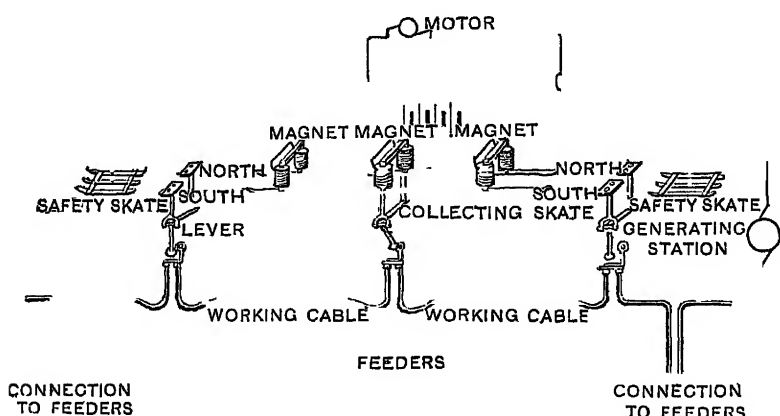 MOTOR
MAGNET MAGNET MAGNET
NORTH NORTH
SOUTH SOUTH
SAFETY SKATE COLLECTING SKATE SAFETY SKATE
LEVER GENERATING
STATION
WORKING CABLE WORKING CABLE
FEEDERS
CONNECTION
TO FEEDERS
CONNECTION
TO FEEDERS